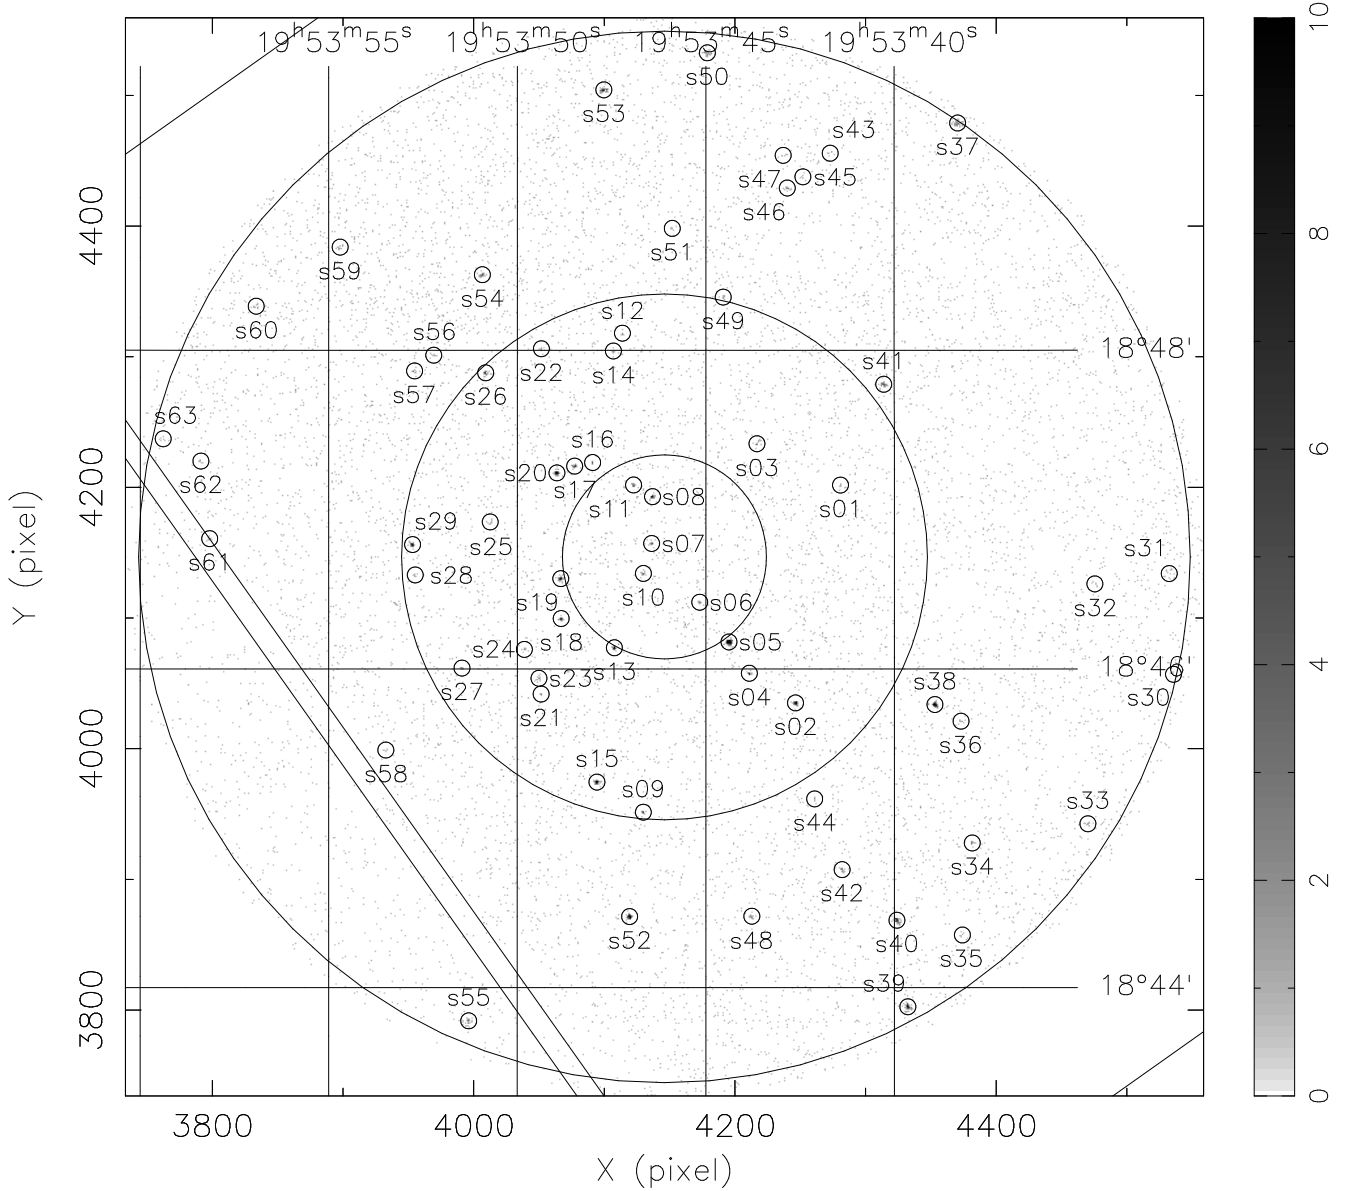 19ʰ53ᵐ55ˢ 19ʰ53ᵐ50ˢ 19ʰ53ᵐ45ˢ 19ʰ53ᵐ40ˢ
10
s50
s53
s43
s37
s47 s45
s46
4400
8
s51
s59
s54
s60
s12
s49
s56
18°48'
s41
s22 s14
s57 s26
s63
s16
6
s20 s03
s62 s17
4200
s11 s08 s01
s29
s25 s07 s31
s61
s28
s10 s32
s19 s06
Y (pixel)
s18 s05
s24 s13
18°46'
4
s27 s23 s04 s38 s30
s21 s02
s36
4000
s15
s58
s09
s33
s44
s34
2
s42
s52 s48 s40
s35
s39
18°44'
s55
3800
0
3800 4000 4200 4400
X (pixel)